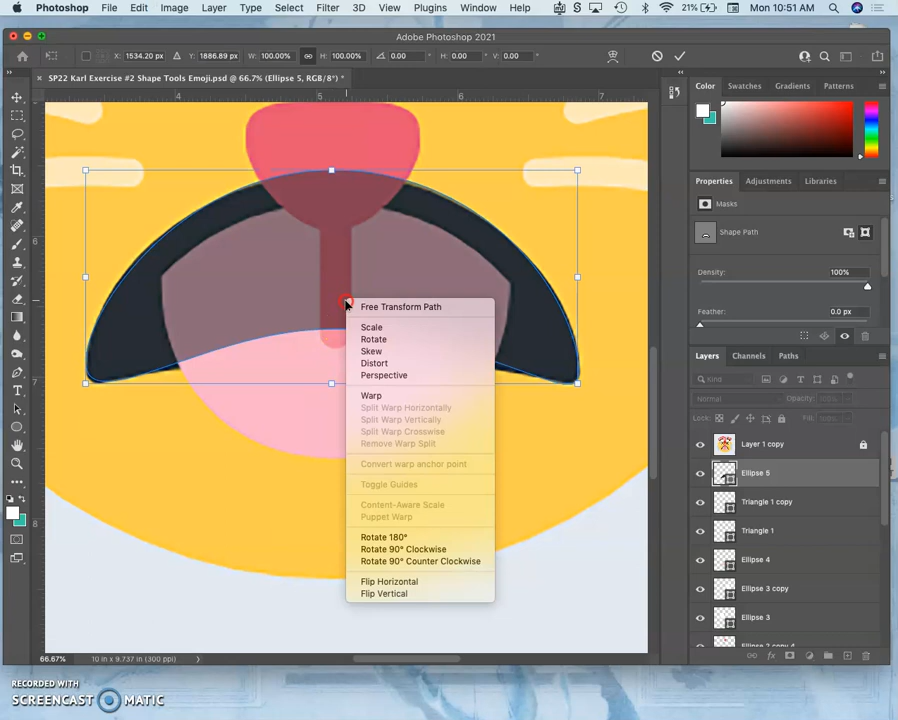 Photoshop File Edit Image Layer Type Select Filter 3D View Plugins Window Help 21% Mon 10:51 AM
Adobe Photoshop 2021
X: 1534.20 px Y: 1886.89 px W: 100.00% H: 100.00% 0.00 H: 0.00 V: 0.00
SP22 Karl Exercise #2 Shape Tools Emoji.psd @ 66.7% (Ellipse 5, RGB/8*) *
4 5 6 7
6
7
8
Free Transform Path
Scale
Rotate
Skew
Distort
Perspective
Warp
Split Warp Horizontally
Split Warp Vertically
Split Warp Crosswise
Remove Warp Split
Convert warp anchor point
Toggle Guides
Content-Aware Scale
Puppet Warp
Rotate 180°
Rotate 90° Clockwise
Rotate 90° Counter Clockwise
Flip Horizontal
Flip Vertical
Color Swatches Gradients Patterns
Properties Adjustments Libraries
Masks
Shape Path
Density: 100%
Feather: 0.0 px
Layers Channels Paths
Kind
Normal Opacity: 100%
Lock: Fill:
Layer 1 copy
Ellipse 5
Triangle 1 copy
Triangle 1
Ellipse 4
Ellipse 3 copy
Ellipse 3
Ellipse 2 copy 4
66.67% 10 in x 9.737 in (300 ppi)
RECORDED WITH
SCREENCAST MATIC